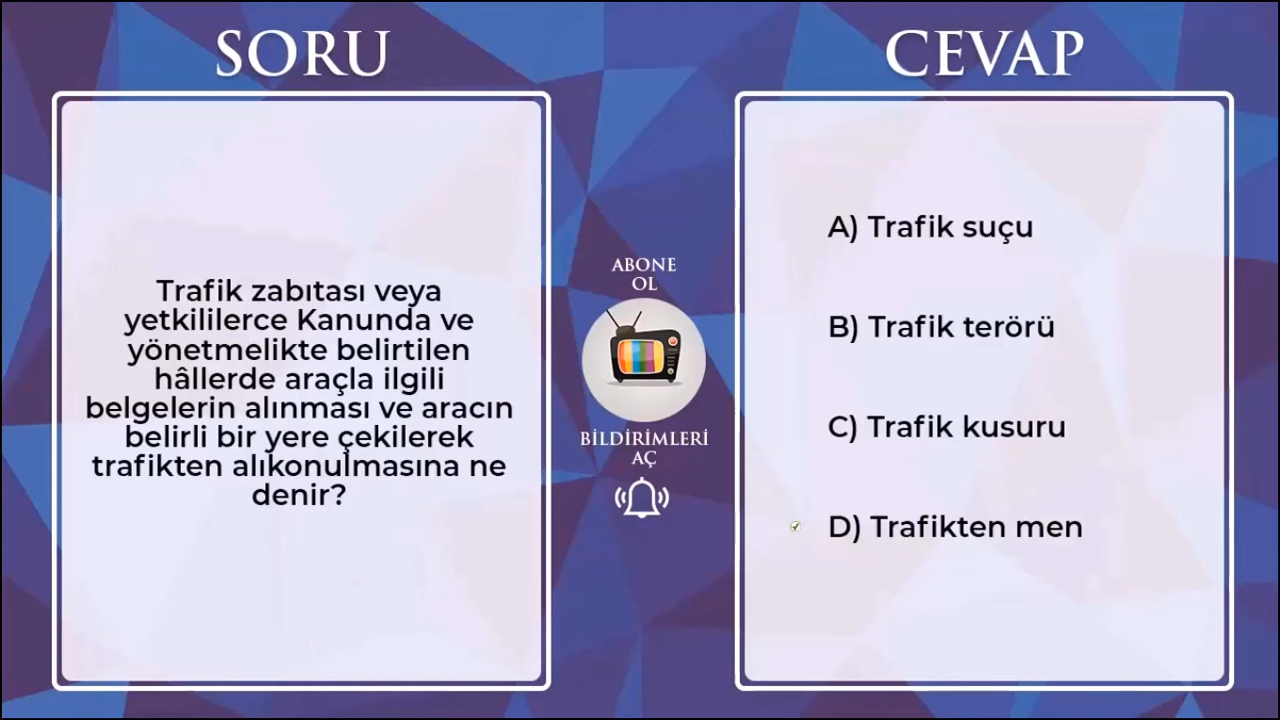 SORU
Trafik zabıtası veya
yetkililerce Kanunda ve
yönetmelikte belirtilen
hâllerde araçla ilgili
belgelerin alınması ve aracın
belirli bir yere çekilerek
trafikten alıkonulmasına ne
denir?
ABONE
OL
BİLDİRİMLERİ
AÇ
CEVAP
A) Trafik suçu
B) Trafik terörü
C) Trafik kusuru
D) Trafikten men